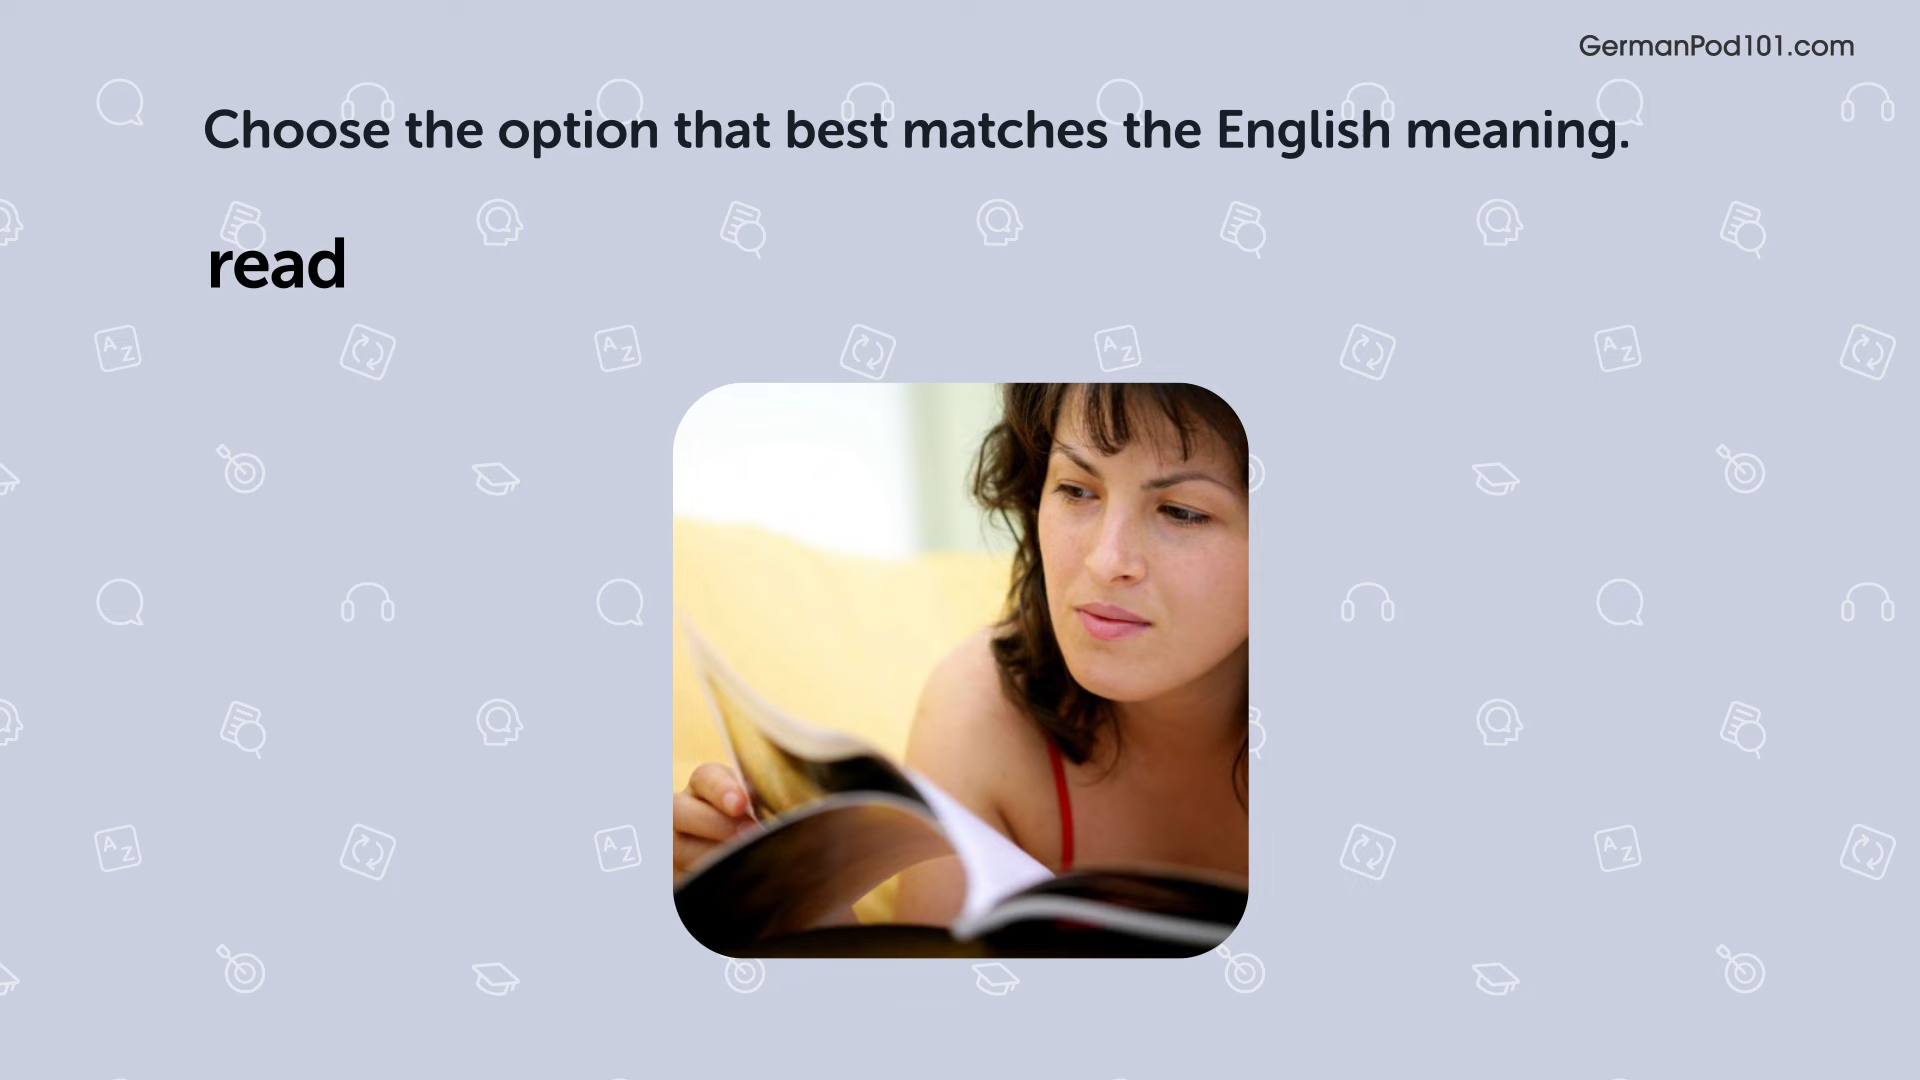 GermanPod101.com
Choose the option that best matches the English meaning.
read